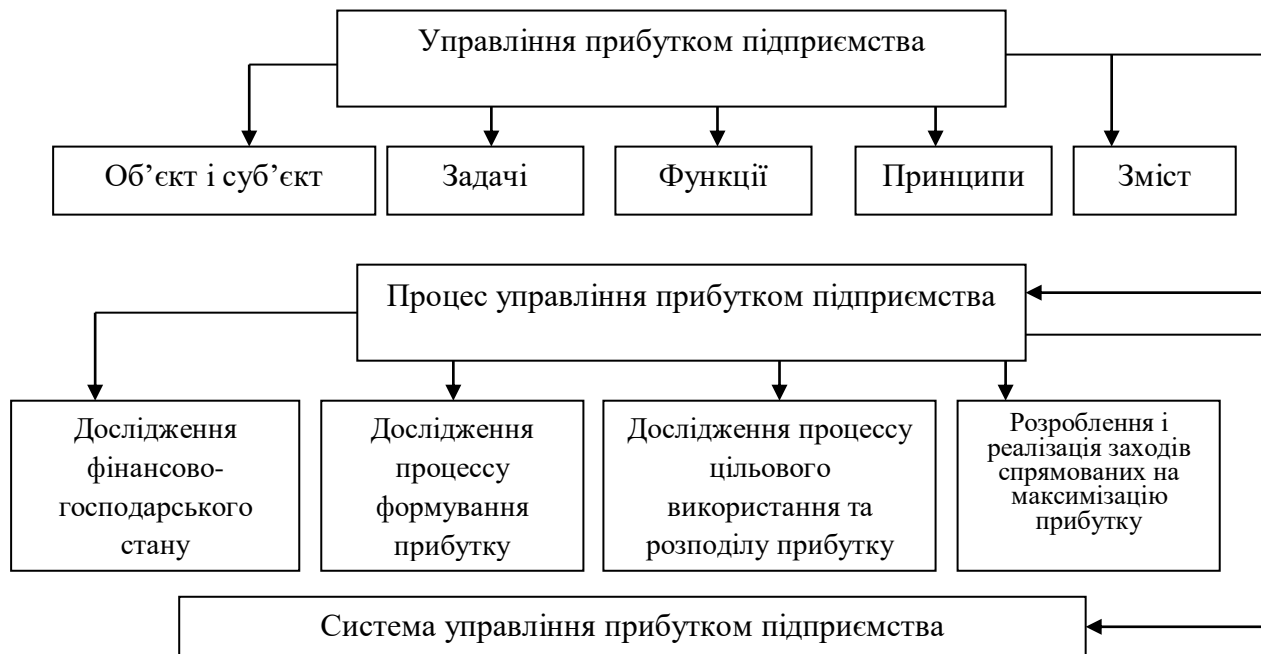 Управління прибутком підприємства
Об’єкт і суб’єкт
Задачі
Функції
Принципи
Зміст
Процес управління прибутком підприємства
Дослідження
фінансово-
господарського
стану
Дослідження
процессу
формування
прибутку
Дослідження процессу
цільового
використання та
розподілу прибутку
Розроблення і
реалізація заходів
спрямованих на
максимізацію
прибутку
Система управління прибутком підприємства